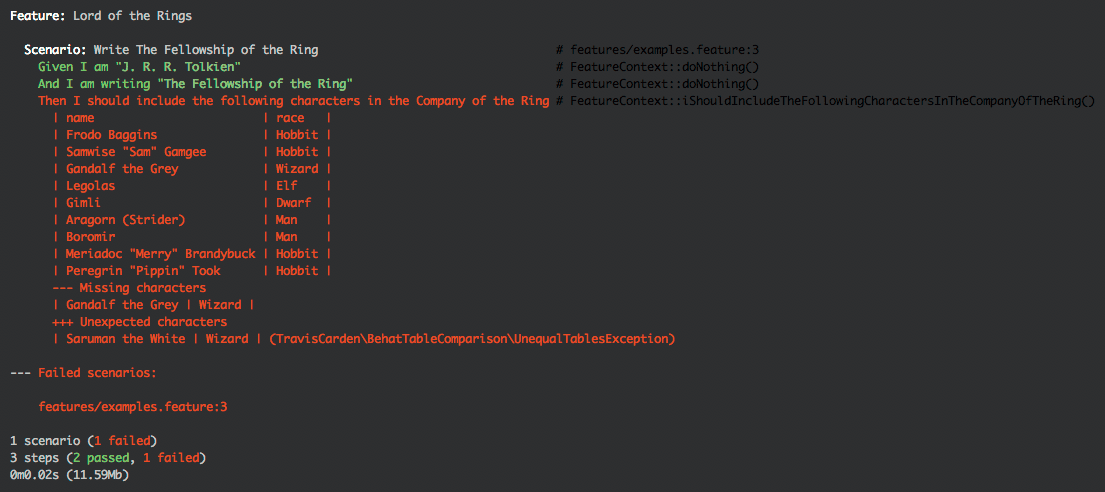 Feature: Lord of the Rings
Scenario: Write The Fellowship of the Ring # features/examples.feature:3
Given I am "J. R. R. Tolkien" # FeatureContext::doNothing()
And I am writing "The Fellowship of the Ring" # FeatureContext::doNothing()
Then I should include the following characters in the Company of the Ring # FeatureContext::iShouldIncludeTheFollowingCharactersInTheCompanyOfTheRing()
| name | race |
| Frodo Baggins | Hobbit |
| Samwise "Sam" Gamgee | Hobbit |
| Gandalf the Grey | Wizard |
| Legolas | Elf |
| Gimli | Dwarf |
| Aragorn (Strider) | Man |
| Boromir | Man |
| Meriadoc "Merry" Brandybuck | Hobbit |
| Peregrin "Pippin" Took | Hobbit |
--- Missing characters
| Gandalf the Grey | Wizard |
+++ Unexpected characters
| Saruman the White | Wizard | (TravisCarden\BehatTableComparison\UnequalTablesException)
--- Failed scenarios:
features/examples.feature:3
1 scenario (1 failed)
3 steps (2 passed, 1 failed)
0m0.02s (11.59Mb)